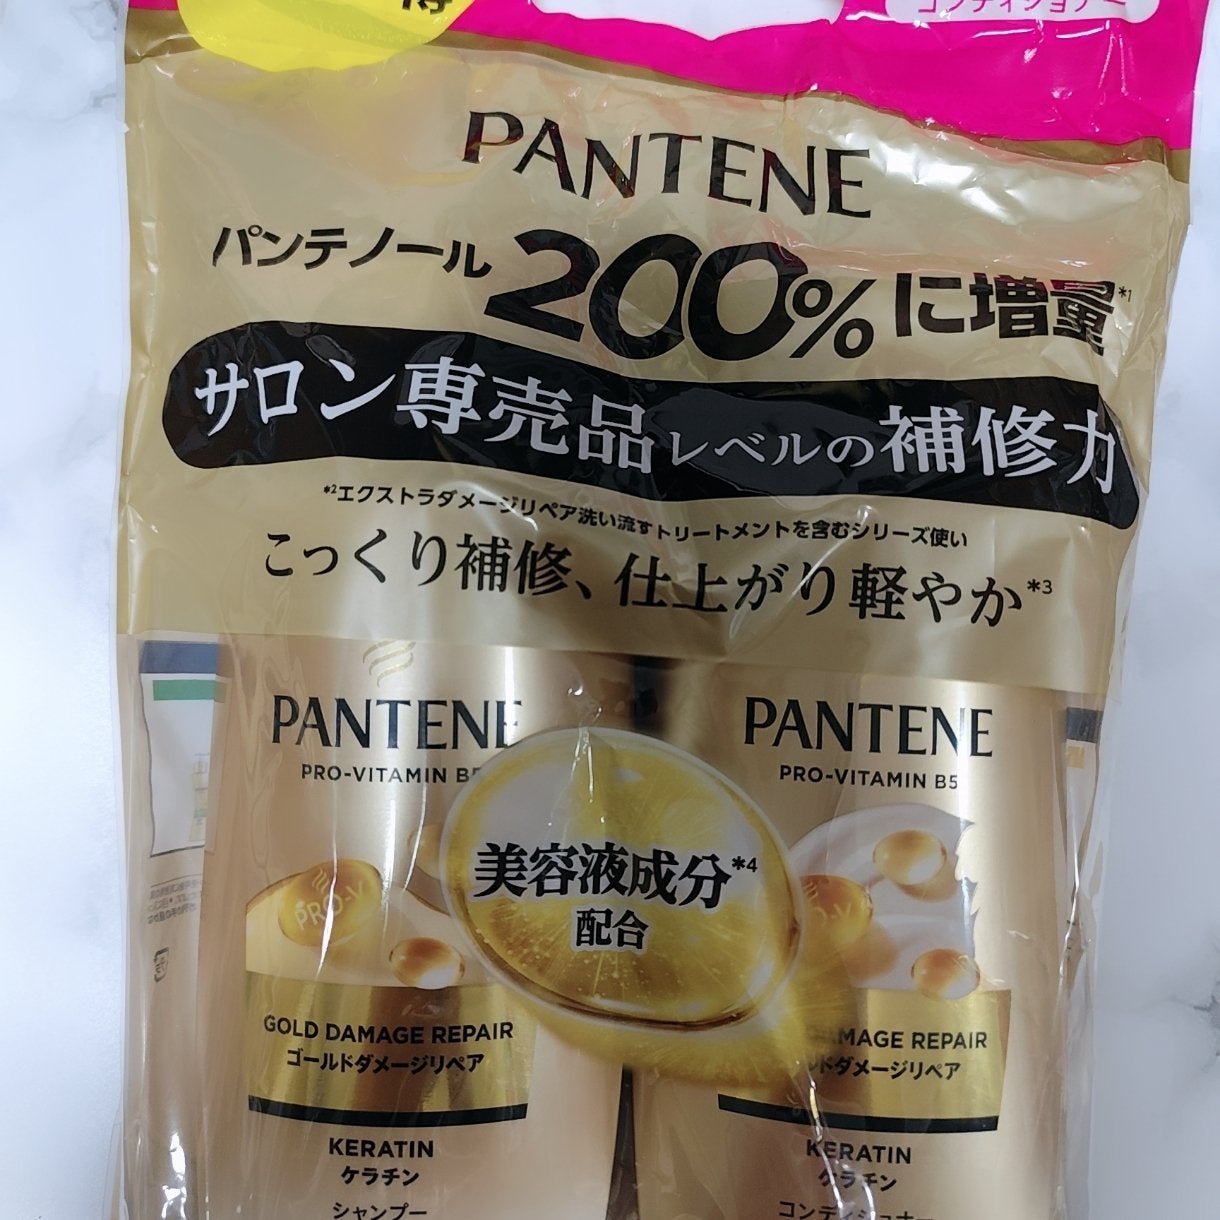 コンディショナー
PANTENE
パンテノール200%に増量*1
サロン専売品レベルの補修力
*2エクストラダメージリペア洗い流すトリートメントを含むシリーズ使い
こっくり補修、仕上がり軽やか*3
PANTENE
PRO-VITAMIN B5
PANTENE
PRO-VITAMIN B5
美容液成分*4
配合
PRO-V
GOLD DAMAGE REPAIR
ゴールドダメージリペア
DAMAGE REPAIR
ドダメージリペア
KERATIN
ケラチン
シャンプー
KERATIN
ケラチン
コンディショナー